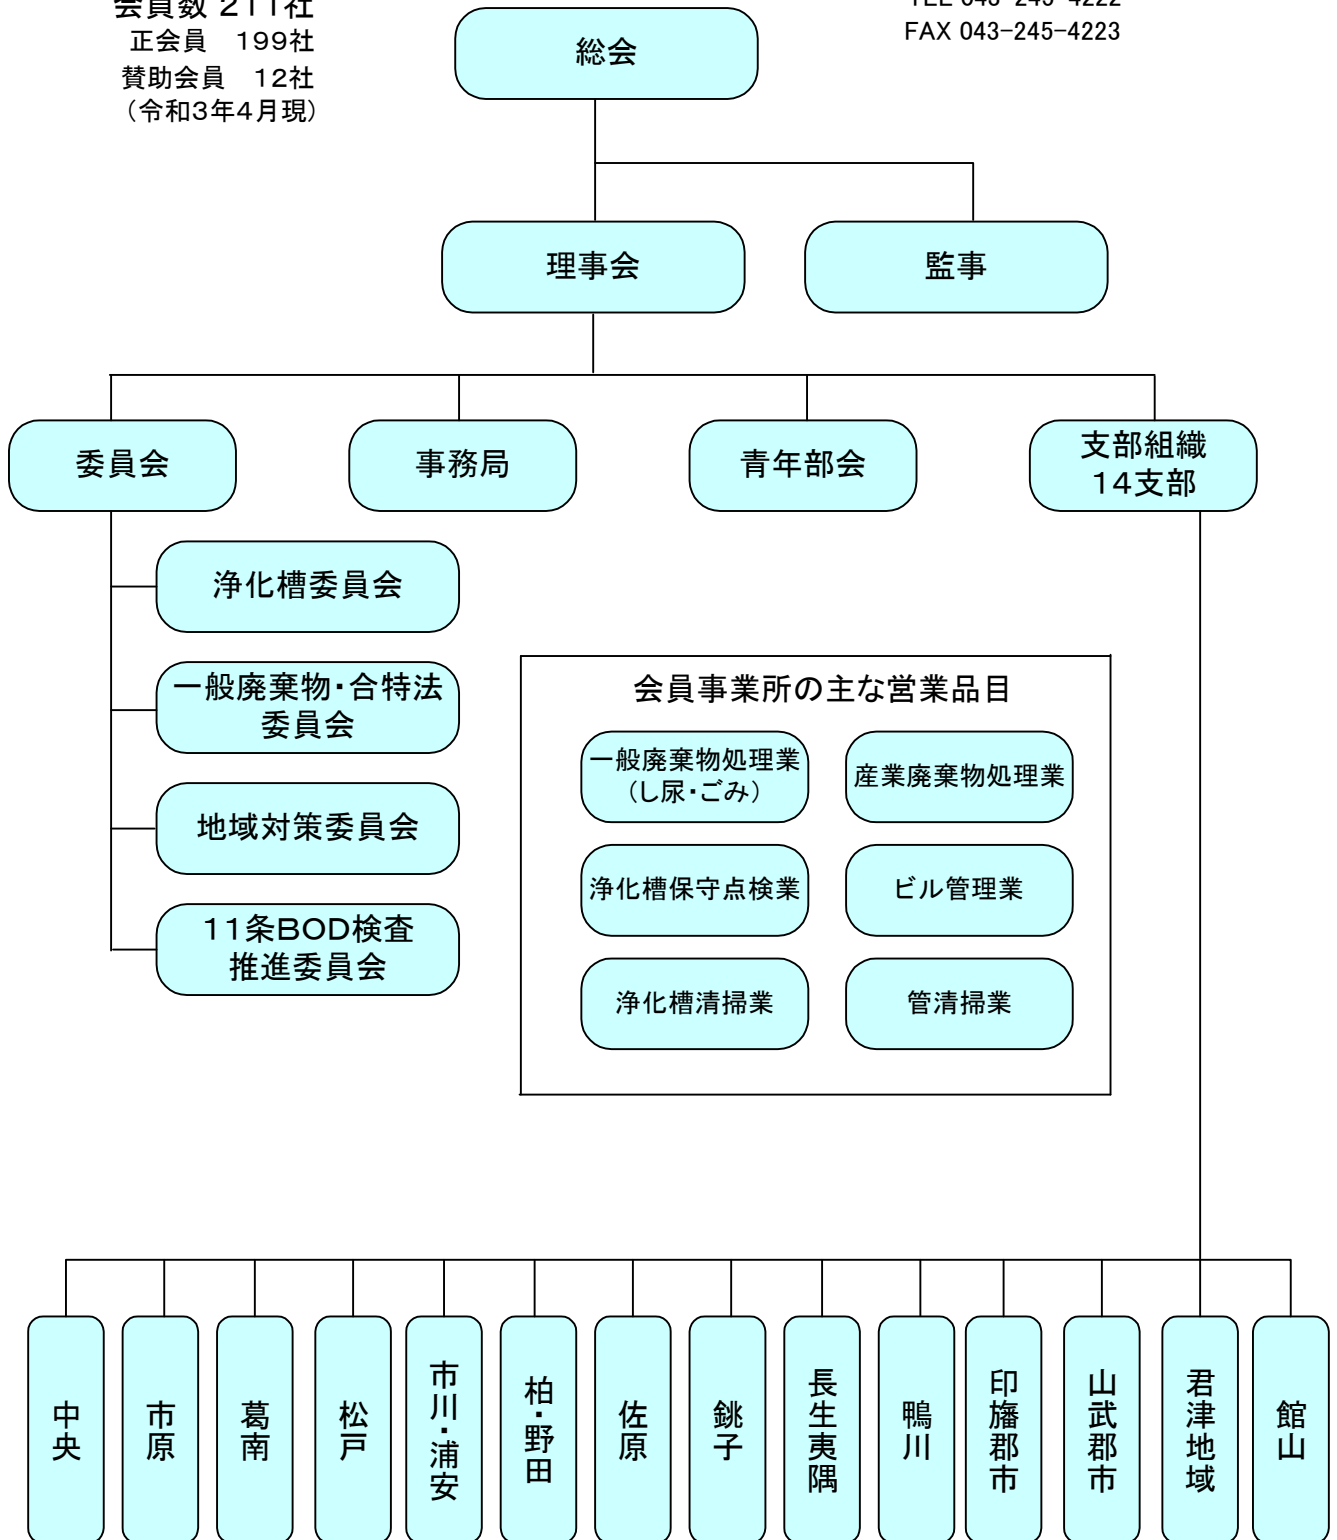 会員数 211社
正会員　199社
賛助会員　12社
（令和3年4月現）
TEL 043-245-4222
FAX 043-245-4223
総会
理事会
監事
委員会
事務局
青年部会
支部組織
14支部
浄化槽委員会
一般廃棄物・合特法
委員会
地域対策委員会
11条BOD検査
推進委員会
会員事業所の主な営業品目
一般廃棄物処理業
（し尿・ごみ）
産業廃棄物処理業
浄化槽保守点検業
ビル管理業
浄化槽清掃業
管清掃業
中央
市原
葛南
松戸
市川・浦安
柏・野田
佐原
銚子
長生夷隅
鴨川
印旛郡市
山武郡市
君津地域
館山